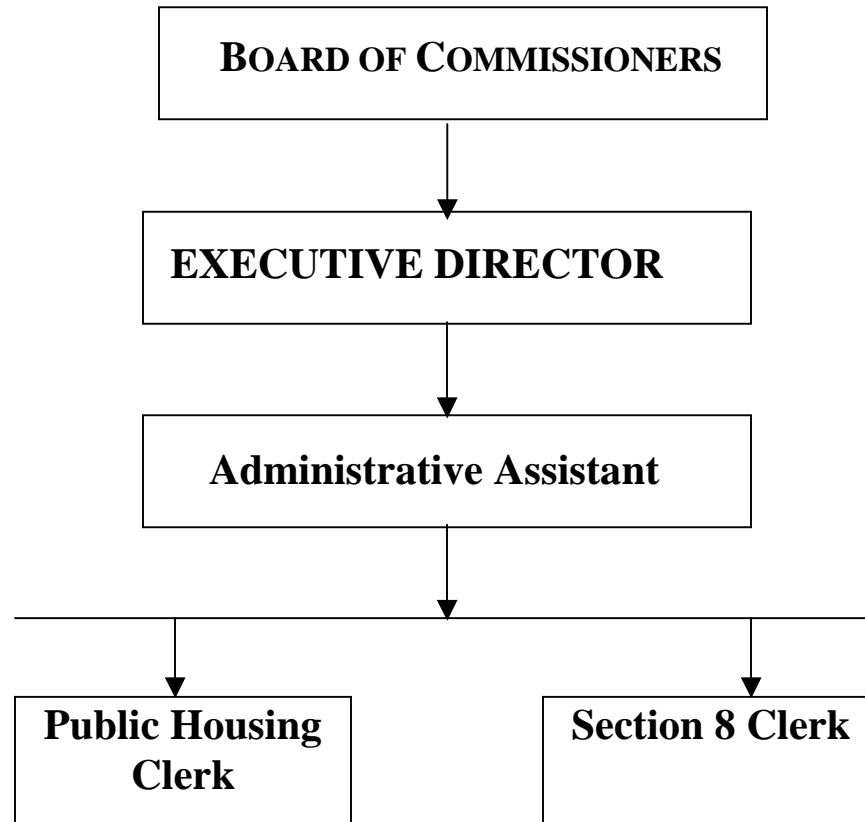 BOARD OF COMMISSIONERS
EXECUTIVE DIRECTOR
Administrative Assistant
Public Housing
Clerk
Section 8 Clerk